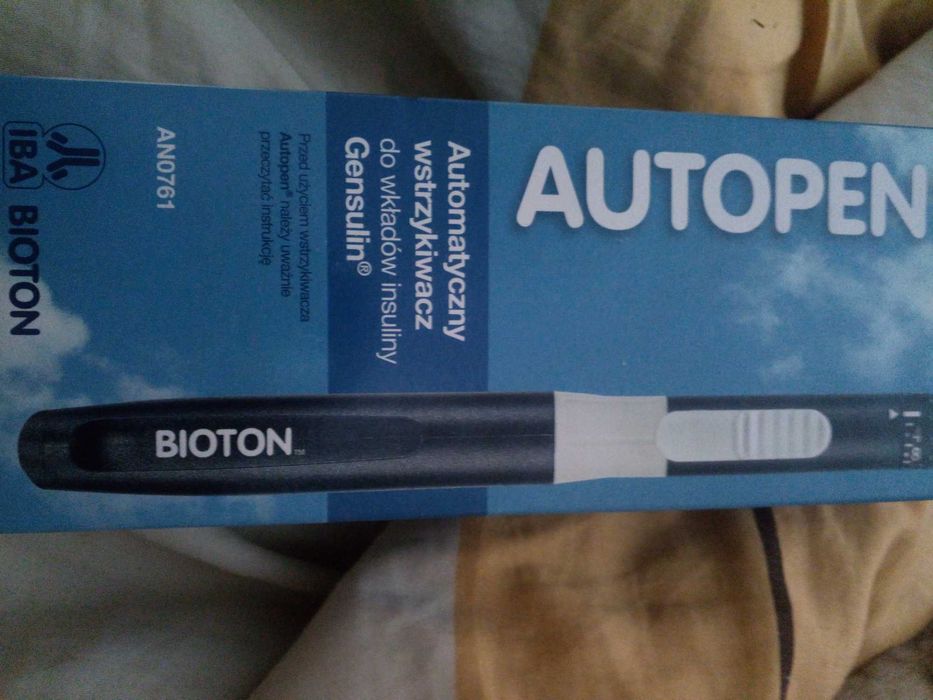 AUTOPEN
Automatyczny
wstrzykiwacz
do wkładów insuliny
Gensulin®
Przed użyciem wstrzykiwacza
Autopen® należy uważnie
przeczytać instrukcję
AN0761
IBA BIOTON
BIOTON™